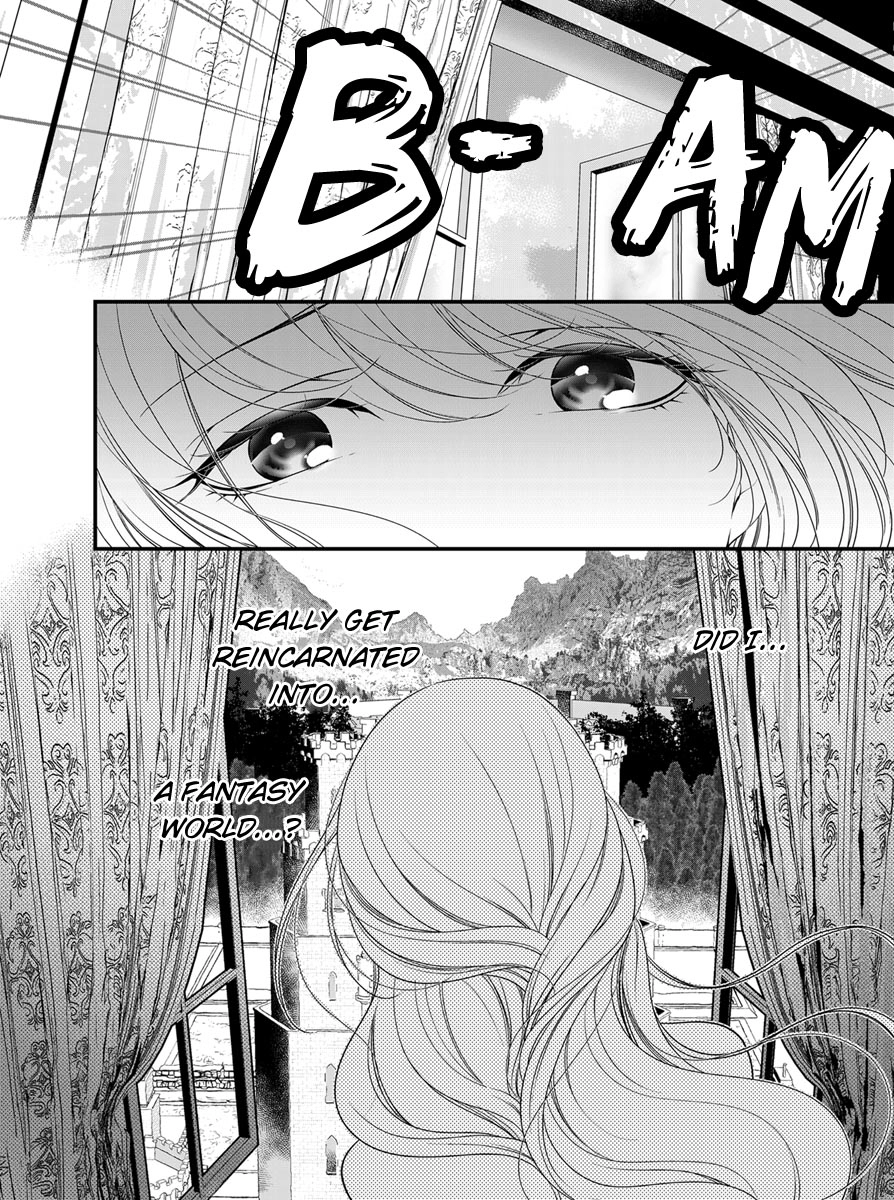 B-AM
DID I...
REALLY GET
REINCARNATED
INTO...
A FANTASY
WORLD...?